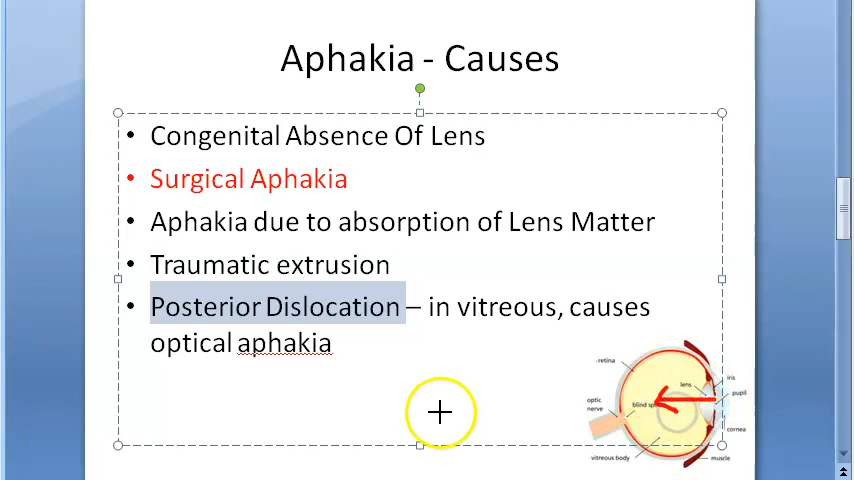 Aphakia - Causes
• Congenital Absence Of Lens
• Surgical Aphakia
• Aphakia due to absorption of Lens Matter
• Traumatic extrusion
• Posterior Dislocation – in vitreous, causes
optical aphakia
retina
lens
iris
pupil
optic
nerve
blind
cornea
vitreous body
muscle